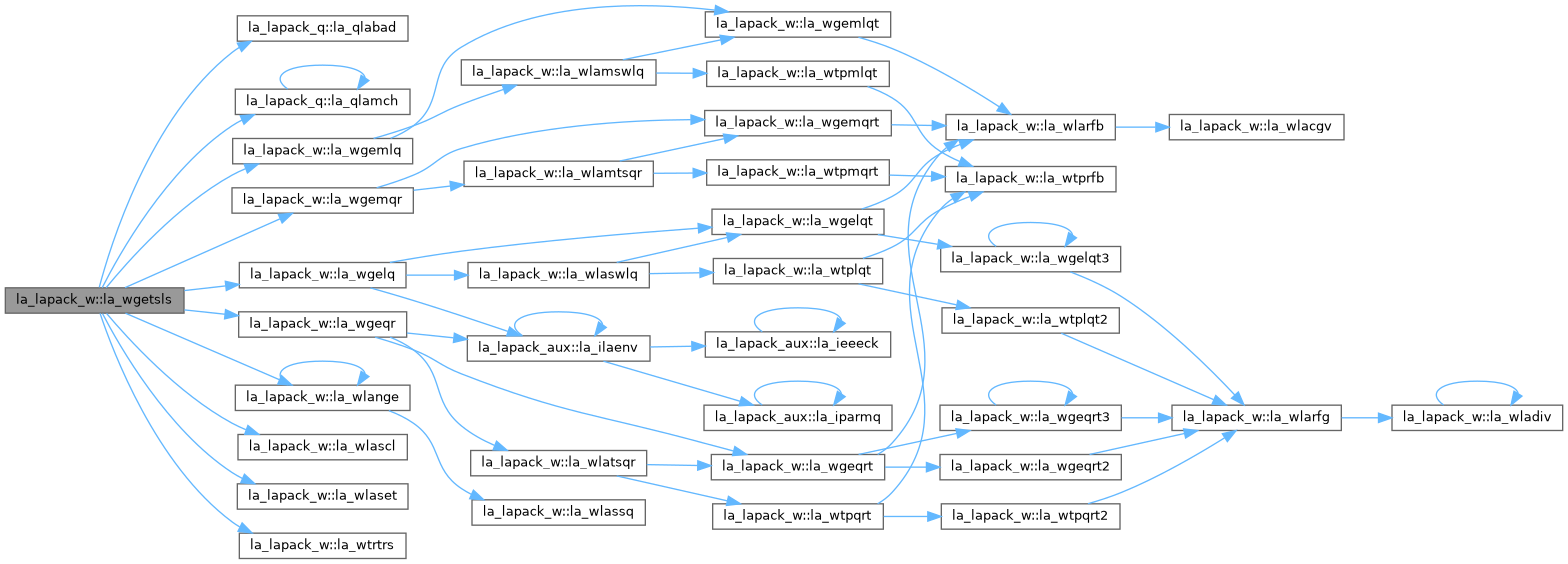 la_lapack_w::la_wgetsls
la_lapack_q::la_qlabad
la_lapack_q::la_qlamch
la_lapack_w::la_wgemlq
la_lapack_w::la_wgemqr
la_lapack_w::la_wgelq
la_lapack_w::la_wgeqr
la_lapack_w::la_wlange
la_lapack_w::la_wlascl
la_lapack_w::la_wlaset
la_lapack_w::la_wtrtrs
la_lapack_w::la_wlamswlq
la_lapack_w::la_wlamtsqr
la_lapack_w::la_wlaswlq
la_lapack_aux::la_ilaenv
la_lapack_w::la_wlatsqr
la_lapack_w::la_wlassq
la_lapack_w::la_wgemlqt
la_lapack_w::la_wtpmlqt
la_lapack_w::la_wgemqrt
la_lapack_w::la_wtpmqrt
la_lapack_w::la_wgelqt
la_lapack_w::la_wtplqt
la_lapack_aux::la_ieeeck
la_lapack_aux::la_iparmq
la_lapack_w::la_wgeqrt
la_lapack_w::la_wtpqrt
la_lapack_w::la_wlarfb
la_lapack_w::la_wtprfb
la_lapack_w::la_wgelqt3
la_lapack_w::la_wtplqt2
la_lapack_w::la_wgeqrt3
la_lapack_w::la_wgeqrt2
la_lapack_w::la_wtpqrt2
la_lapack_w::la_wlacgv
la_lapack_w::la_wlarfg
la_lapack_w::la_wladiv